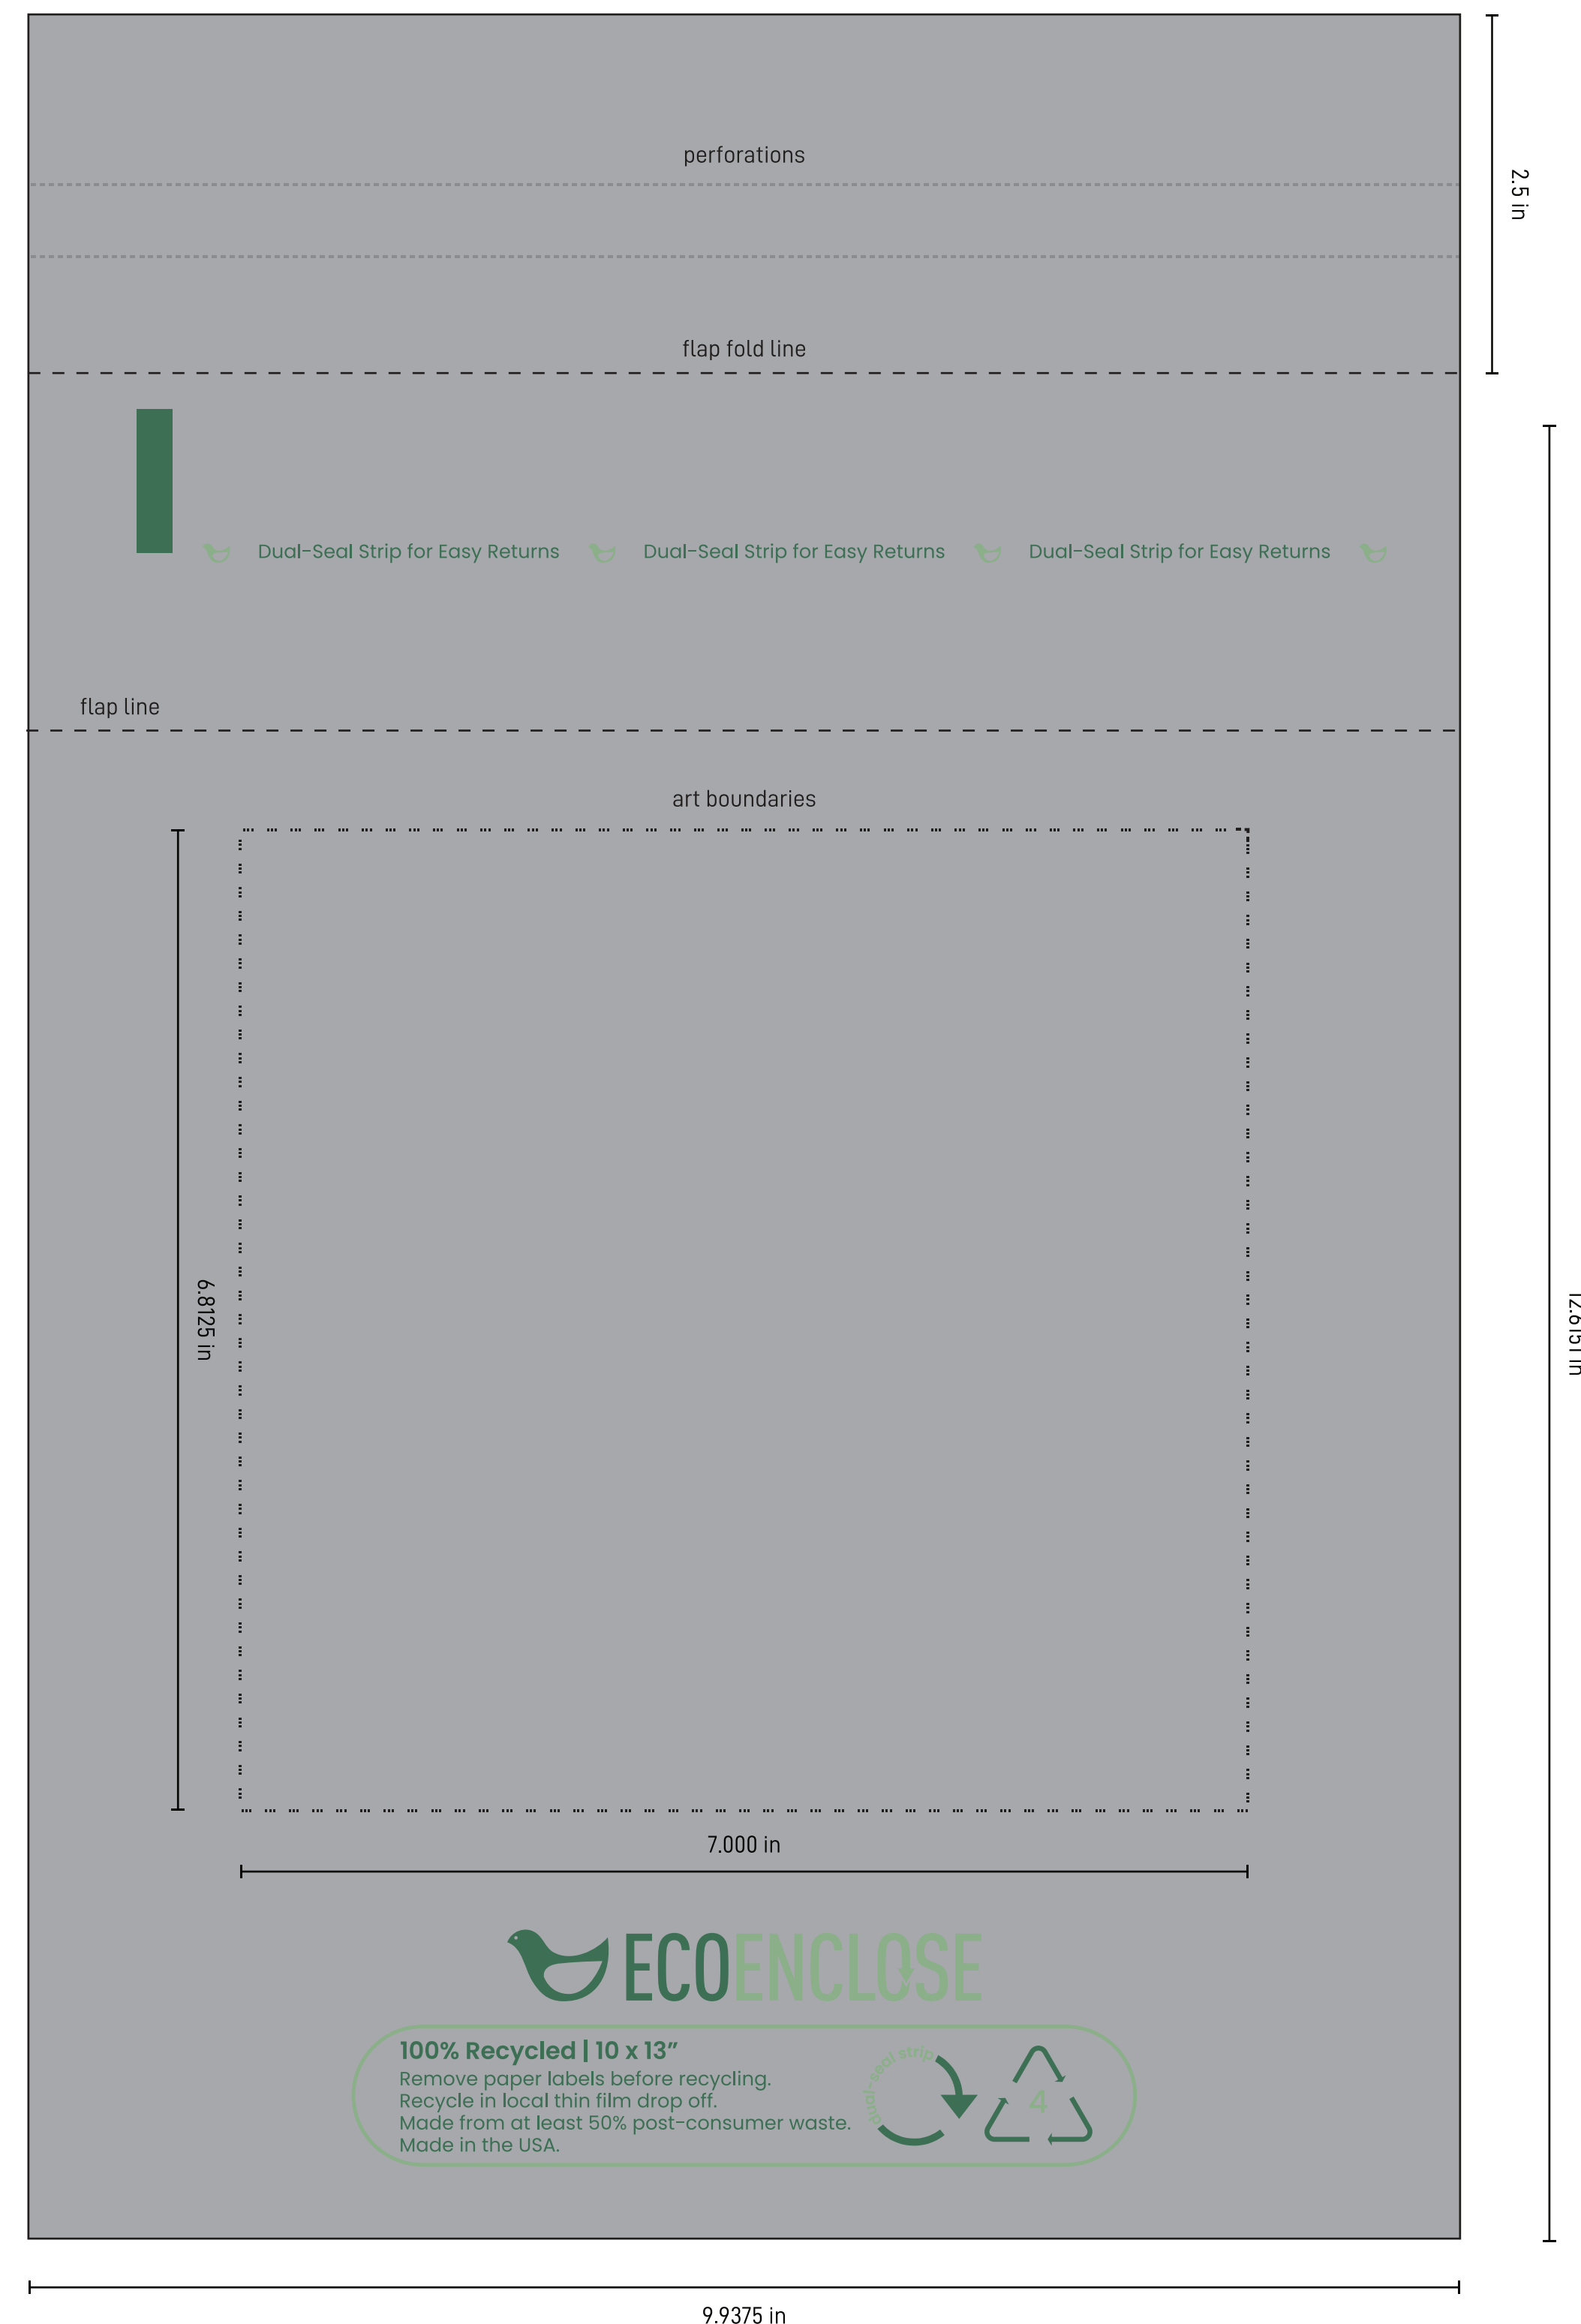 perforations
2.5 in
flap fold line
Dual-Seal Strip for Easy Returns Dual-Seal Strip for Easy Returns Dual-Seal Strip for Easy Returns
flap line
art boundaries
6.8125 in
7.000 in
ECOENCLOSE
100% Recycled | 10 x 13”
Remove paper labels before recycling.
Recycle in local thin film drop off.
Made from at least 50% post-consumer waste.
Made in the USA.
dual-seal strip
4
9.9375 in